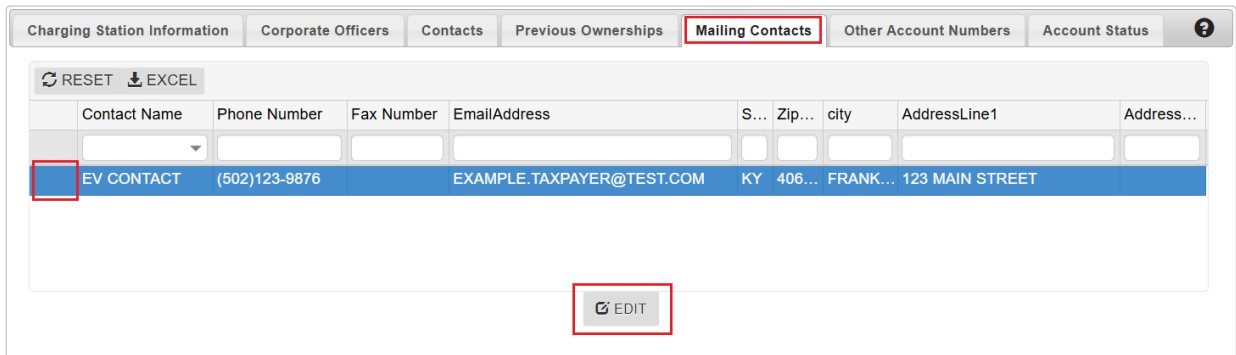 Charging Station Information Corporate Officers Contacts Previous Ownerships Mailing Contacts Other Account Numbers Account Status ?
RESET EXCEL
Contact Name Phone Number Fax Number EmailAddress S... Zip... city AddressLine1 Address...
EV CONTACT (502)123-9876 EXAMPLE.TAXPAYER@TEST.COM KY 406... FRANK... 123 MAIN STREET
EDIT